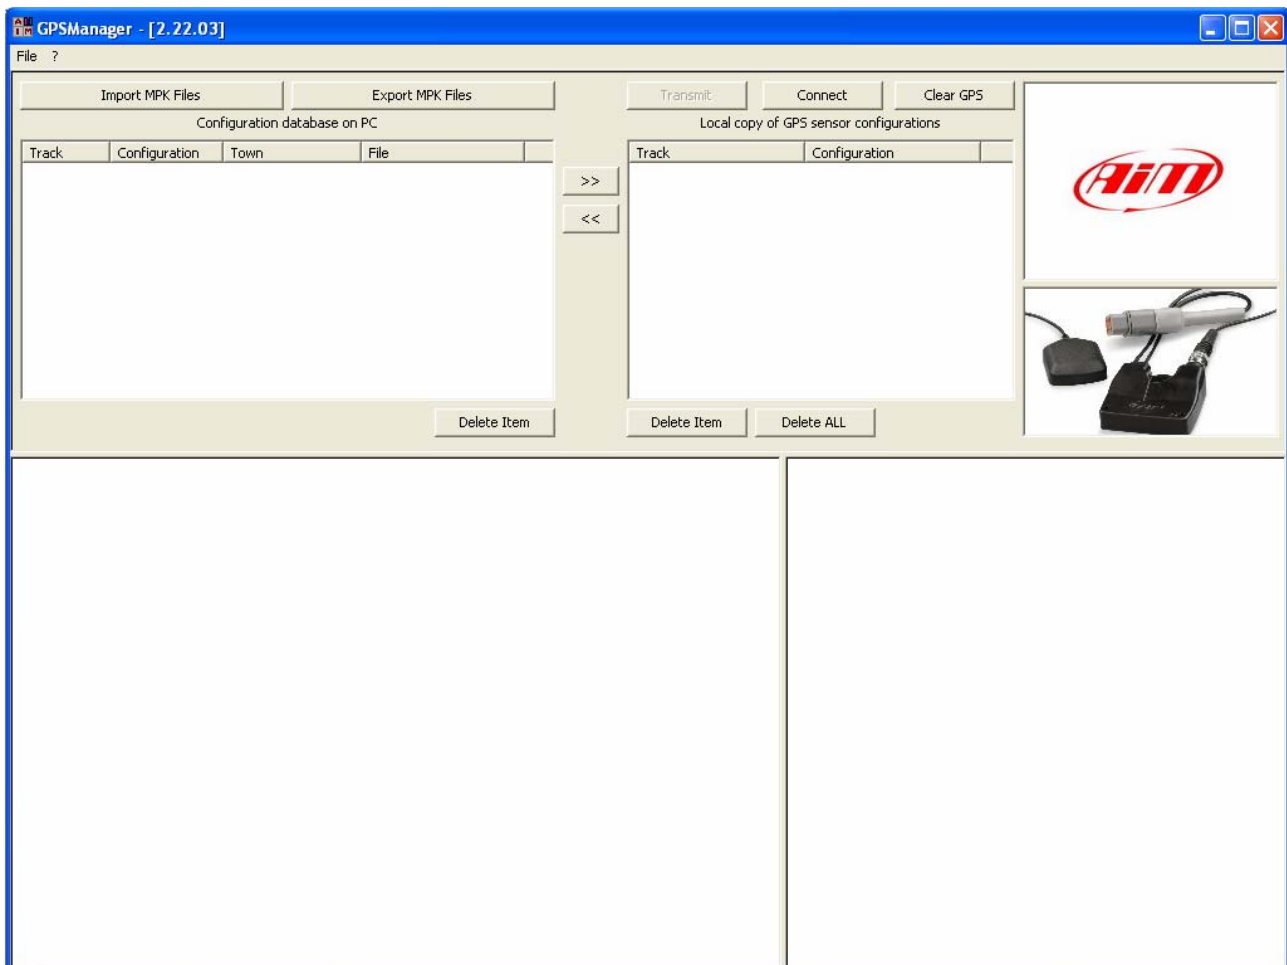 GPSManager - [2.22.03]
File ?
Import MPK Files Export MPK Files
Configuration database on PC
Track Configuration Town File
Delete Item
>>
<<
Transmit Connect Clear GPS
Local copy of GPS sensor configurations
Track Configuration
Delete Item Delete ALL
AiM